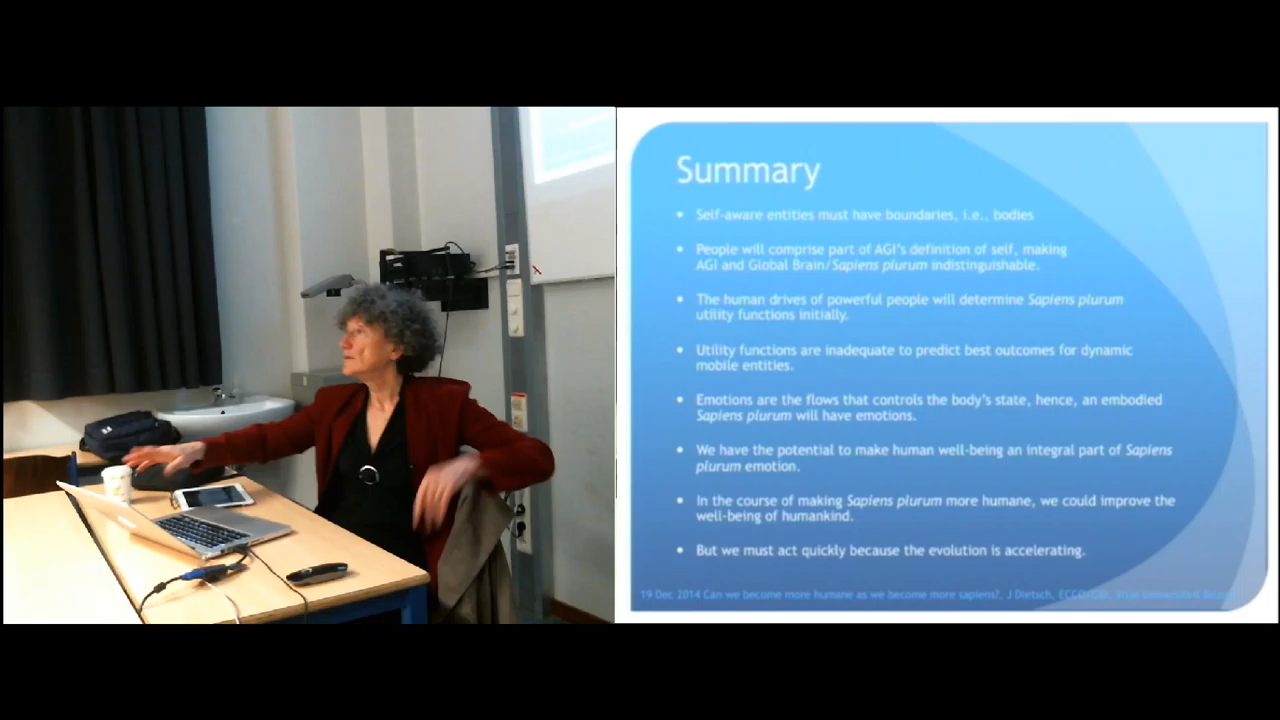 Summary
• Self-aware entities must have boundaries, i.e., bodies
• People will comprise part of AGI's definition of self, making
AGI and Global Brain/Sapiens plurum indistinguishable.
• The human drives of powerful people will determine Sapiens plurum
utility functions initially.
• Utility functions are inadequate to predict best outcomes for dynamic
mobile entities.
• Emotions are the flows that controls the body's state, hence, an embodied
Sapiens plurum will have emotions.
• We have the potential to make human well-being an integral part of Sapiens
plurum emotion.
• In the course of making Sapiens plurum more humane, we could improve the
well-being of humankind.
• But we must act quickly because the evolution is accelerating.
19 Dec 2014 Can we become more humane as we become more sapiens?, J Dietsch,